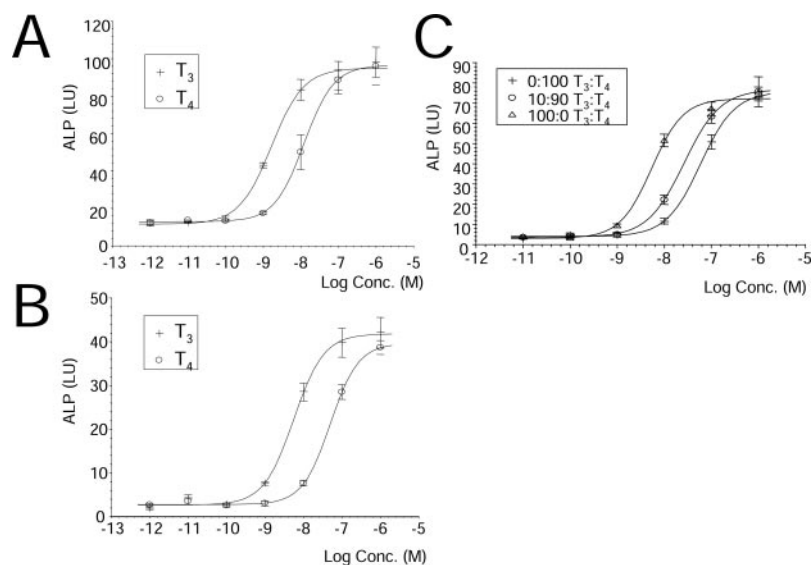 A
120
100
80
60
40
20
0
ALP (LU)
T3
T4
-13 -12 -11 -10 -9 -8 -7 -6 -5
Log Conc. (M)
B
50
40
30
20
10
0
ALP (LU)
T3
T4
-13 -12 -11 -10 -9 -8 -7 -6 -5
Log Conc. (M)
C
90
80
70
60
50
40
30
20
10
0
ALP (LU)
0:100 T3:T4
10:90 T3:T4
100:0 T3:T4
-12 -11 -10 -9 -8 -7 -6 -5
Log Conc. (M)